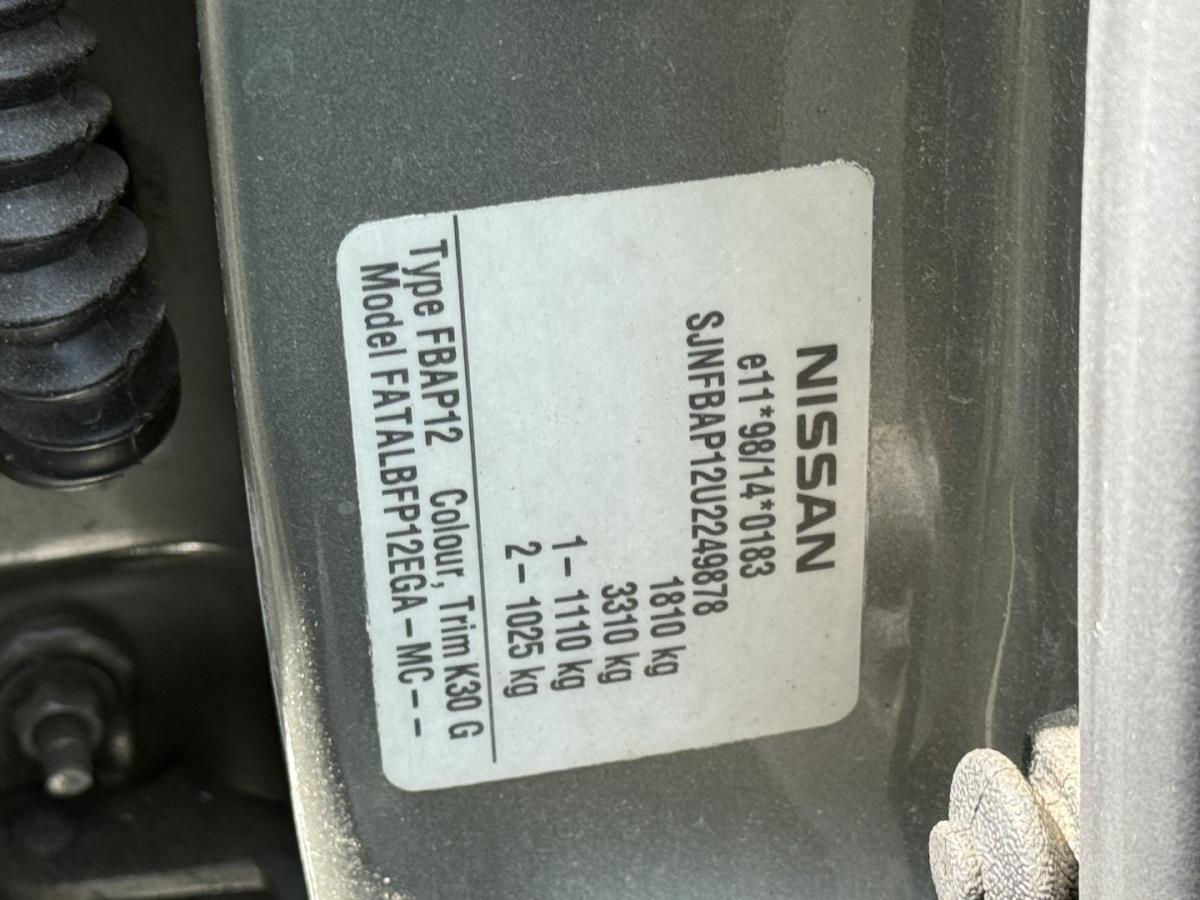 NISSAN
e11*98/14*0183
SJNFBAP12U2249878
1810 kg
3310 kg
1– 1110 kg
2– 1025 kg
Type FBAP12 Colour, Trim K30 G
Model FATALBFP12EGA – MC – –